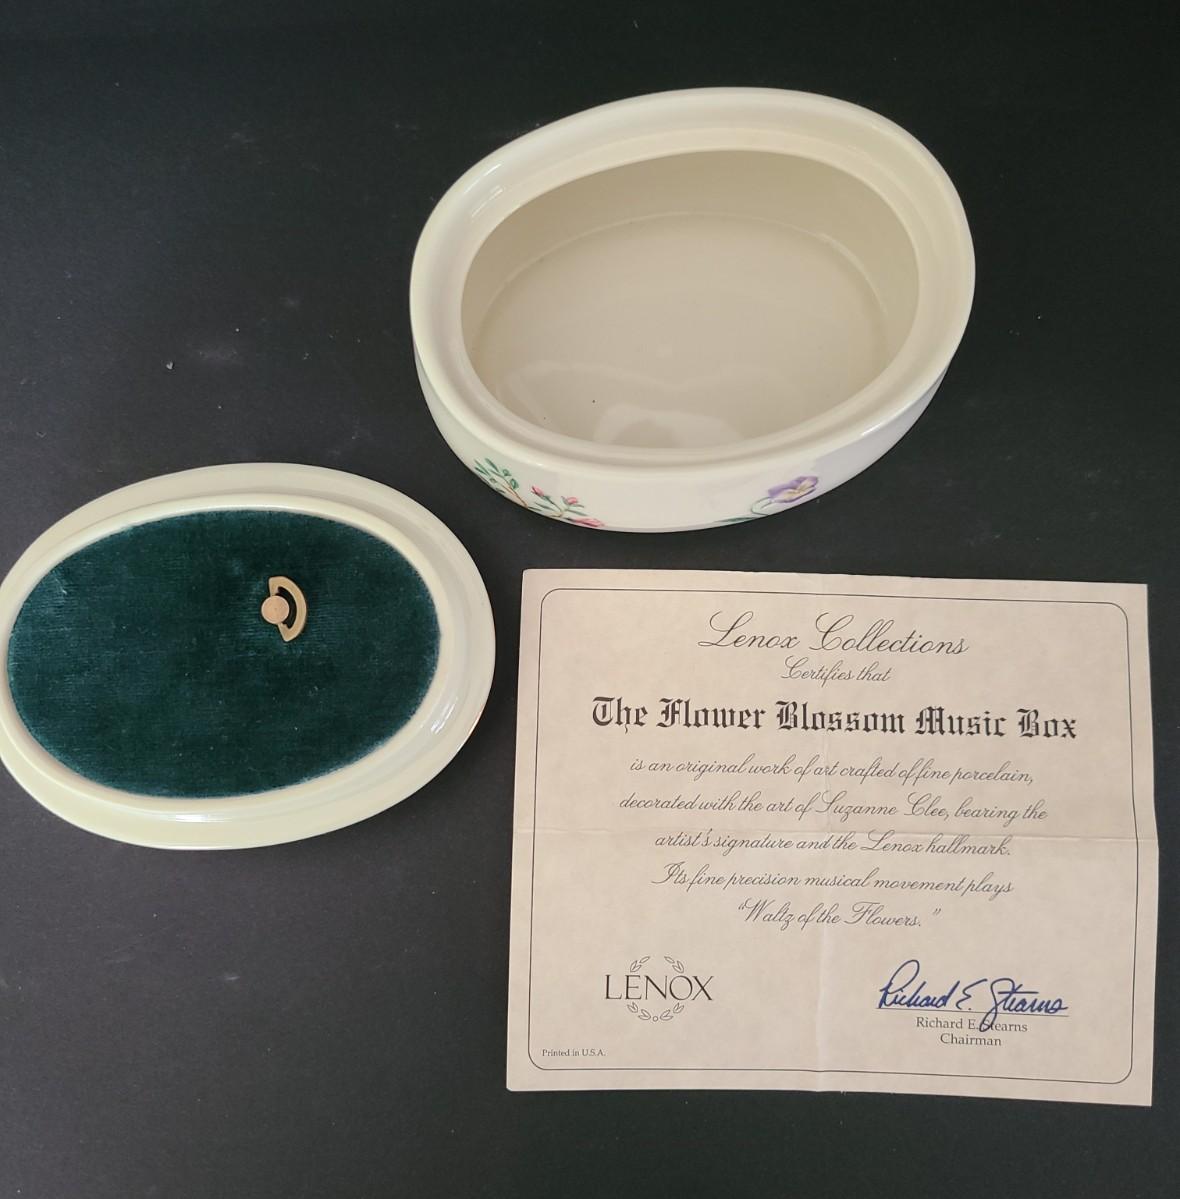 Lenox Collections
Certifies that
The Flower Blossom Music Box
is an original work of art crafted of fine porcelain,
decorated with the art of Suzanne Clee, bearing the
artist's signature and the Lenox hallmark.
Its fine precision musical movement plays
"Waltz of the Flowers."
LENOX
Richard E. Stearns
Richard E. Stearns
Chairman
Printed in U.S.A.